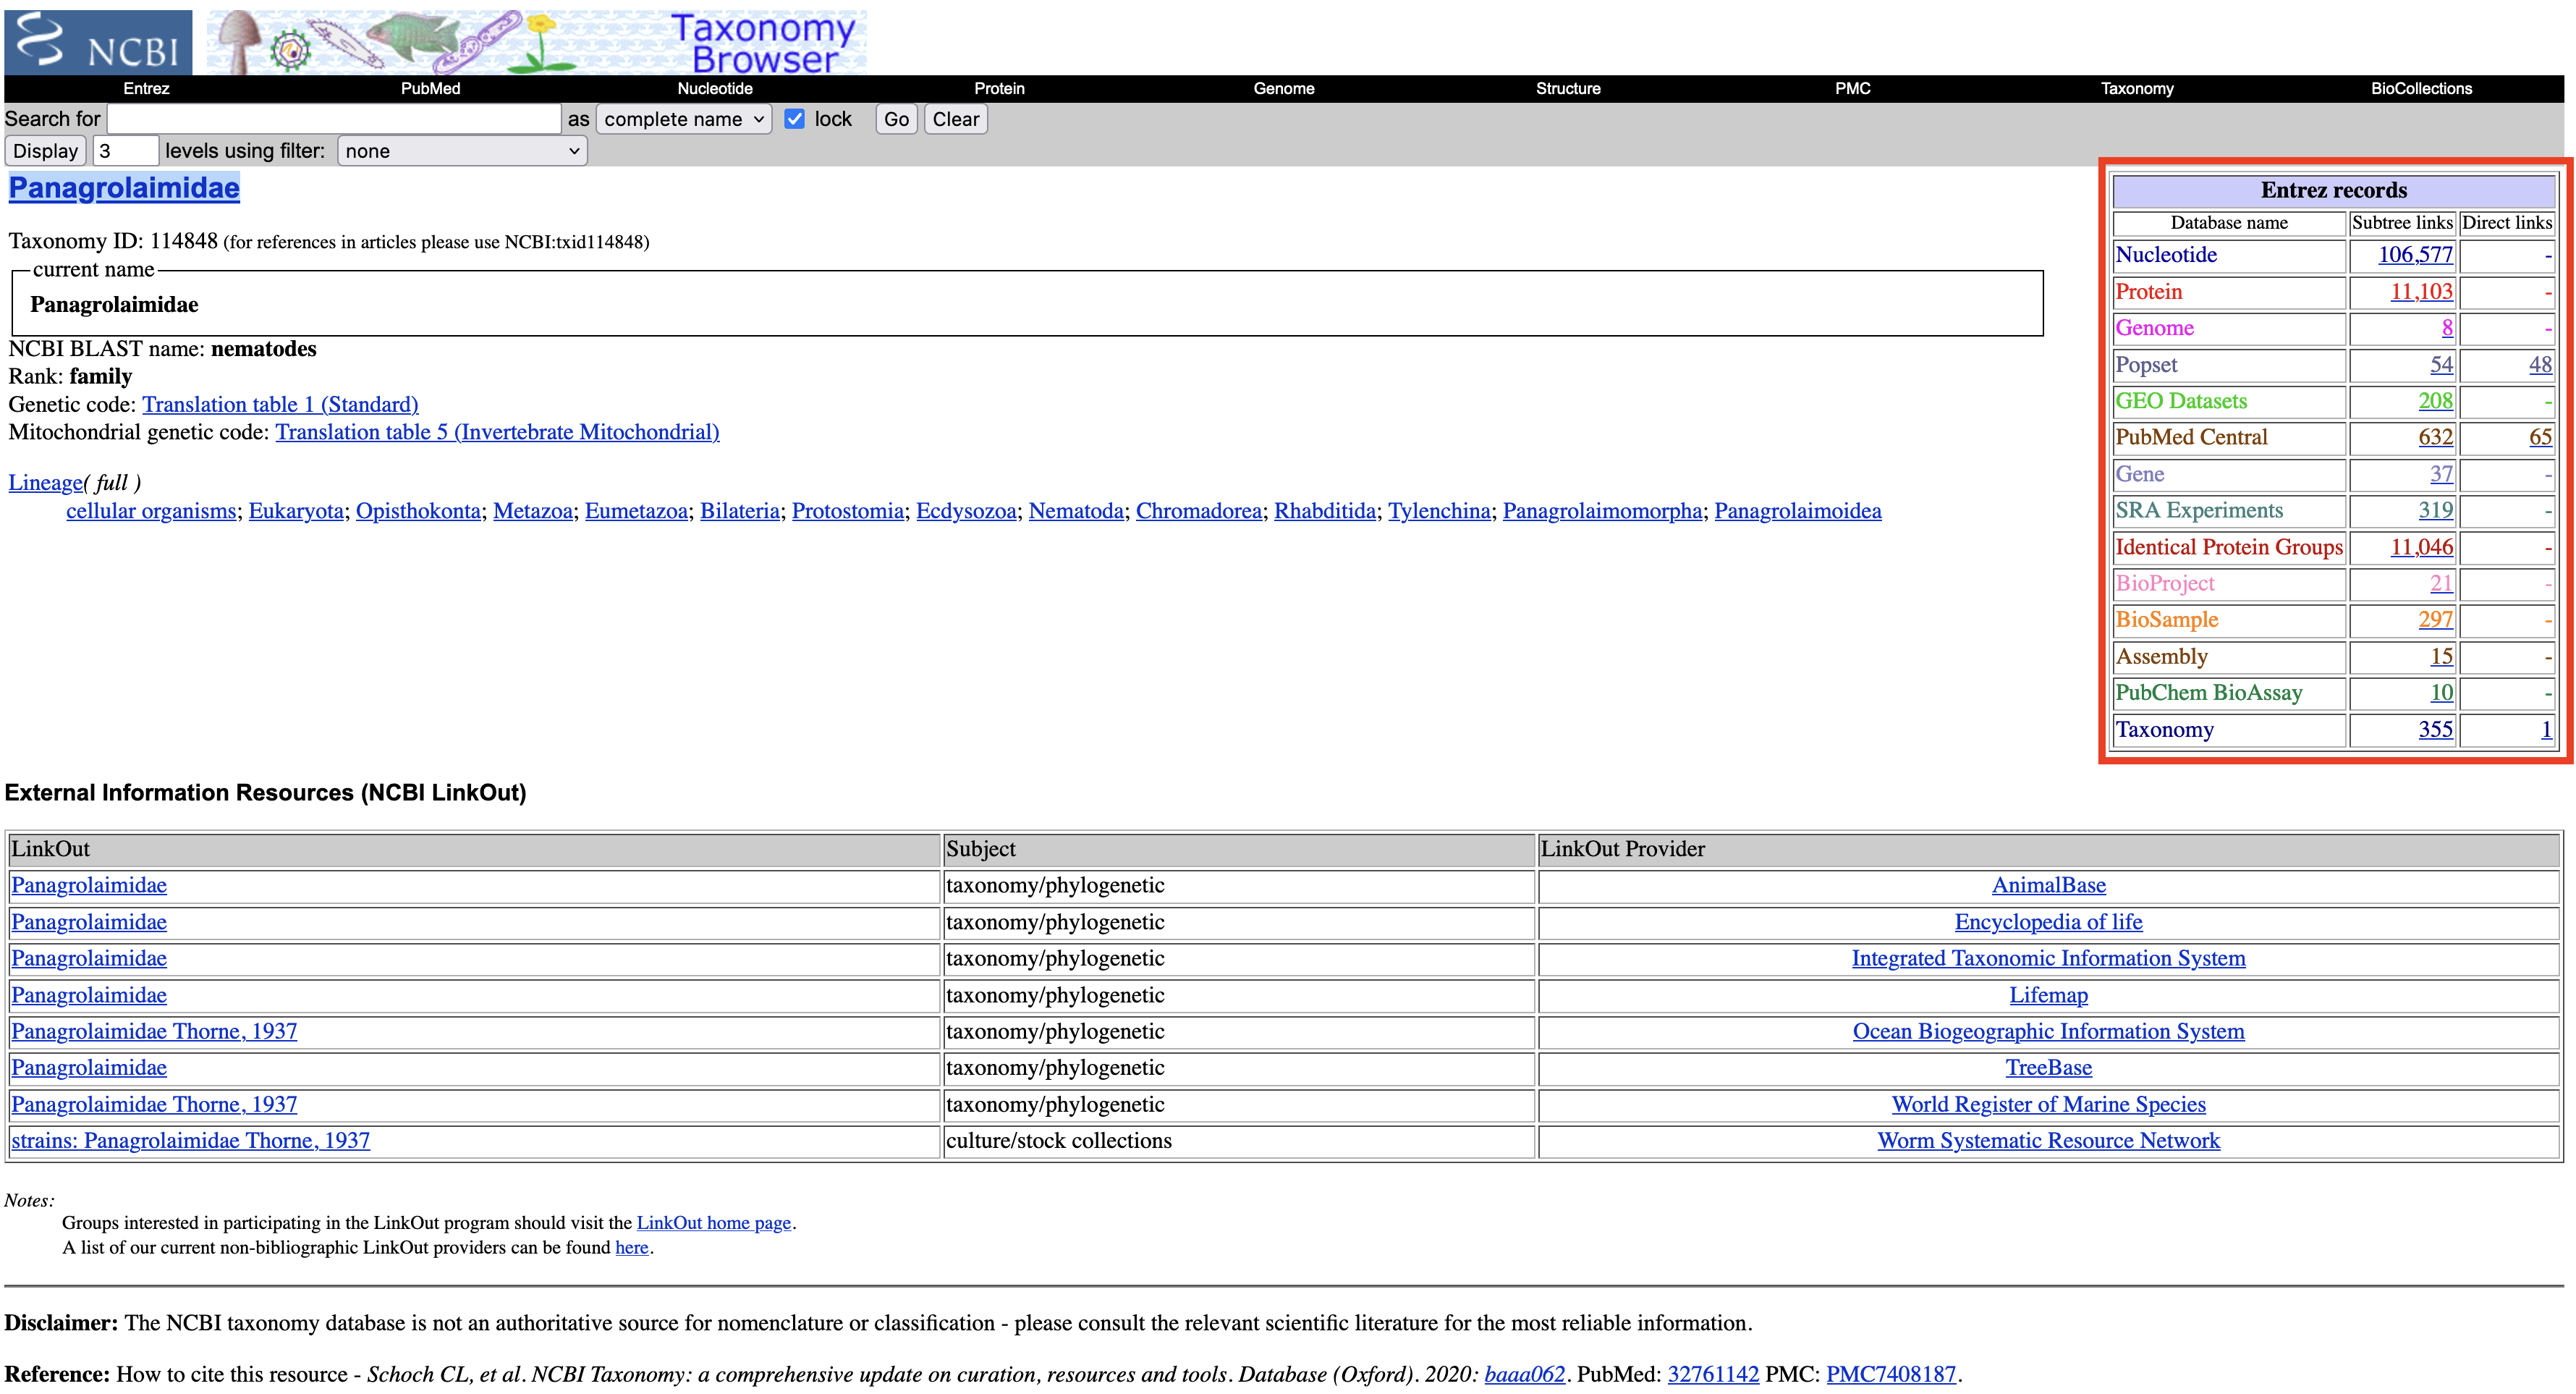 NCBI
Taxonomy
Browser
Entrez PubMed Nucleotide Protein Genome Structure PMC Taxonomy BioCollections
Search for as complete name lock Go Clear
Display 3 levels using filter: none
Panagrolaimidae
Taxonomy ID: 114848 (for references in articles please use NCBI:txid114848)
current name
Panagrolaimidae
NCBI BLAST name: nematodes
Rank: family
Genetic code: Translation table 1 (Standard)
Mitochondrial genetic code: Translation table 5 (Invertebrate Mitochondrial)
Lineage( full )
cellular organisms; Eukaryota; Opisthokonta; Metazoa; Eumetazoa; Bilateria; Protostomia; Ecdysozoa; Nematoda; Chromadorea; Rhabditida; Tylenchina; Panagrolaimomorpha; Panagrolaimoidea
Entrez records
Database name Subtree links Direct links
Nucleotide 106,577 -
Protein 11,103 -
Genome 8 -
Popset 54 48
GEO Datasets 208 -
PubMed Central 632 65
Gene 37 -
SRA Experiments 319 -
Identical Protein Groups 11,046 -
BioProject 21 -
BioSample 297 -
Assembly 15 -
PubChem BioAssay 10 -
Taxonomy 355 1
External Information Resources (NCBI LinkOut)
LinkOut Subject LinkOut Provider
Panagrolaimidae taxonomy/phylogenetic AnimalBase
Panagrolaimidae taxonomy/phylogenetic Encyclopedia of life
Panagrolaimidae taxonomy/phylogenetic Integrated Taxonomic Information System
Panagrolaimidae taxonomy/phylogenetic Lifemap
Panagrolaimidae Thorne, 1937 taxonomy/phylogenetic Ocean Biogeographic Information System
Panagrolaimidae taxonomy/phylogenetic TreeBase
Panagrolaimidae Thorne, 1937 taxonomy/phylogenetic World Register of Marine Species
strains: Panagrolaimidae Thorne, 1937 culture/stock collections Worm Systematic Resource Network
Notes:
Groups interested in participating in the LinkOut program should visit the LinkOut home page.
A list of our current non-bibliographic LinkOut providers can be found here.
Disclaimer: The NCBI taxonomy database is not an authoritative source for nomenclature or classification - please consult the relevant scientific literature for the most reliable information.
Reference: How to cite this resource - Schoch CL, et al. NCBI Taxonomy: a comprehensive update on curation, resources and tools. Database (Oxford). 2020: baaa062. PubMed: 32761142 PMC: PMC7408187.